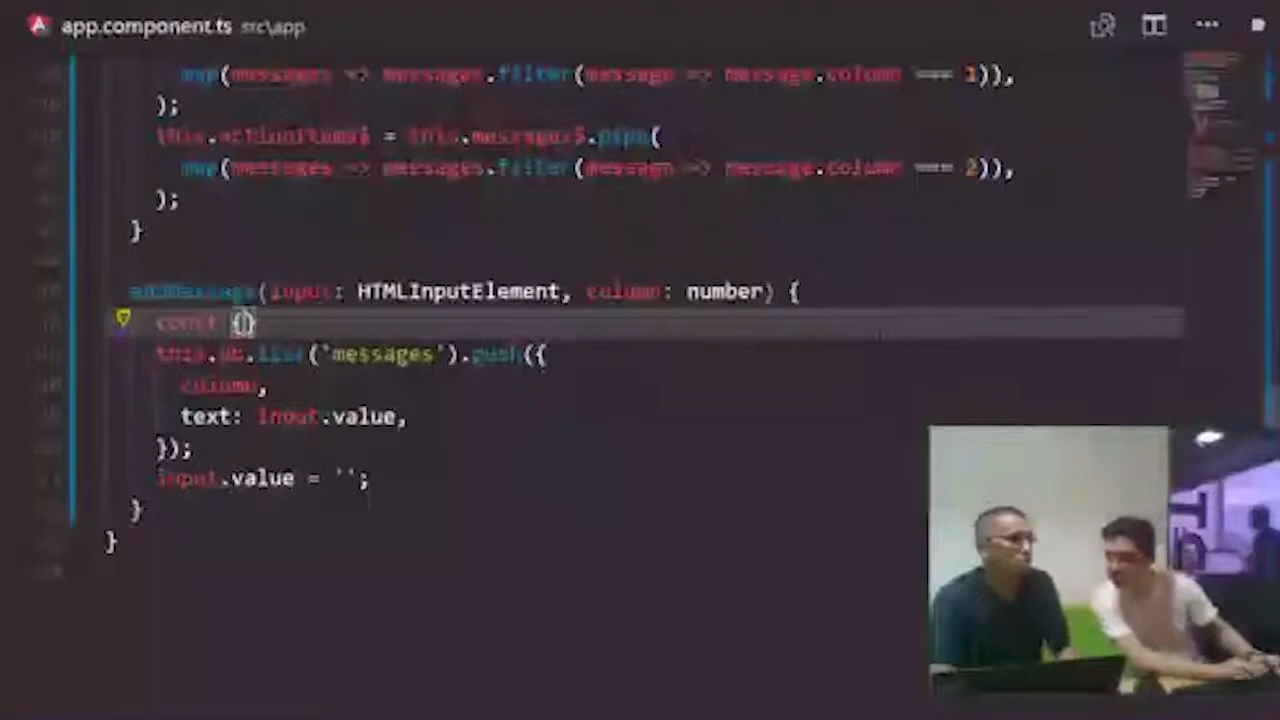 app.component.ts src\app
map(messages => messages.filter(message => message.column === 1)),
);
this.actionItems$ = this.messages$.pipe(
map(messages => messages.filter(message => message.column === 2)),
);
}
addMessage(input: HTMLInputElement, column: number) {
const {}
this.db.list(`messages`).push({
column,
text: input.value,
});
input.value = '';
}
}